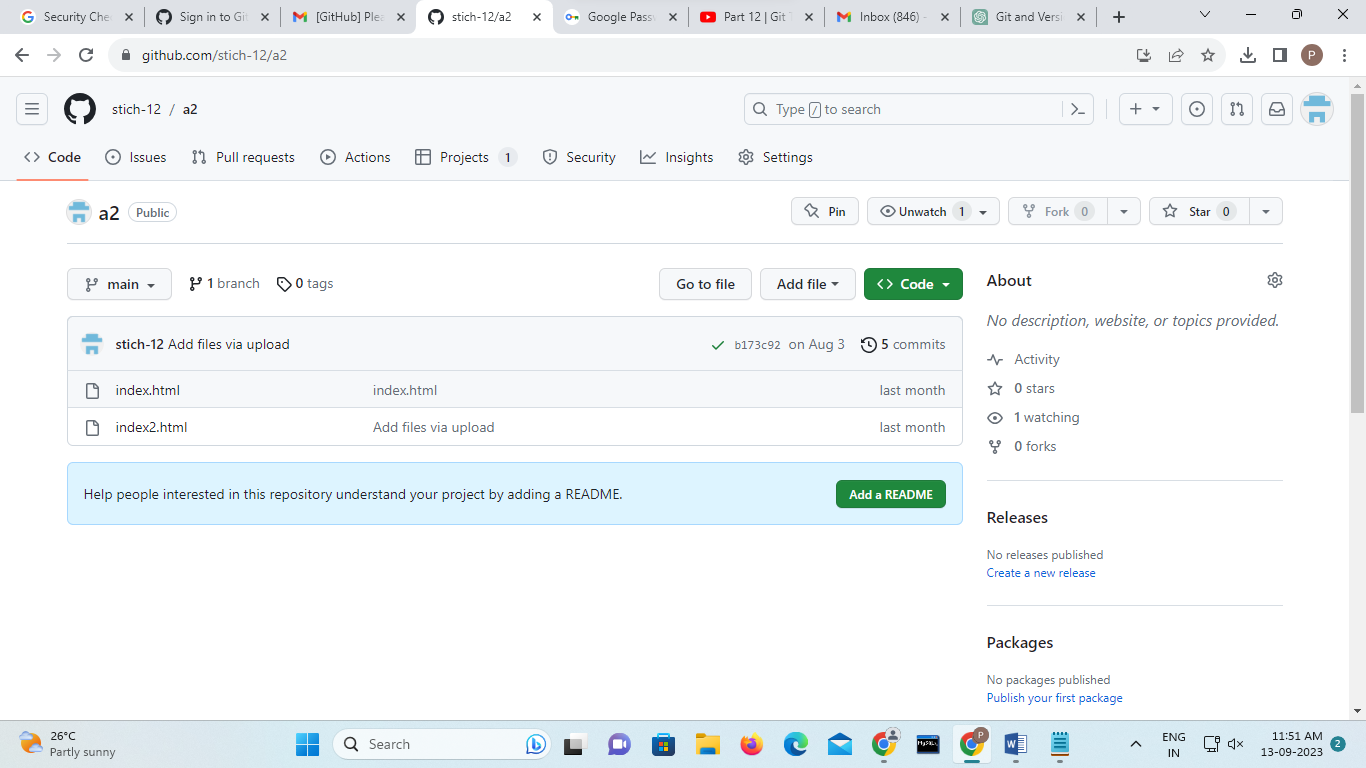 Security Che
Sign in to Git
[GitHub] Plea
stich-12/a2
Google Passw
Part 12 | Git T
Inbox (846) -
Git and Versi
github.com/stich-12/a2
P
stich-12 / a2
Type / to search
Code
Issues
Pull requests
Actions
Projects 1
Security
Insights
Settings
a2 Public
Pin
Unwatch 1
Fork 0
Star 0
main
1 branch
0 tags
Go to file
Add file
<> Code
stich-12 Add files via upload
b173c92 on Aug 3
5 commits
index.html index.html last month
index2.html Add files via upload last month
Help people interested in this repository understand your project by adding a README.
Add a README
About
No description, website, or topics provided.
Activity
0 stars
1 watching
0 forks
Releases
No releases published
Create a new release
Packages
No packages published
Publish your first package
26°C
Partly sunny
Search
MySQL
P
ENG
IN
11:51 AM
13-09-2023
2